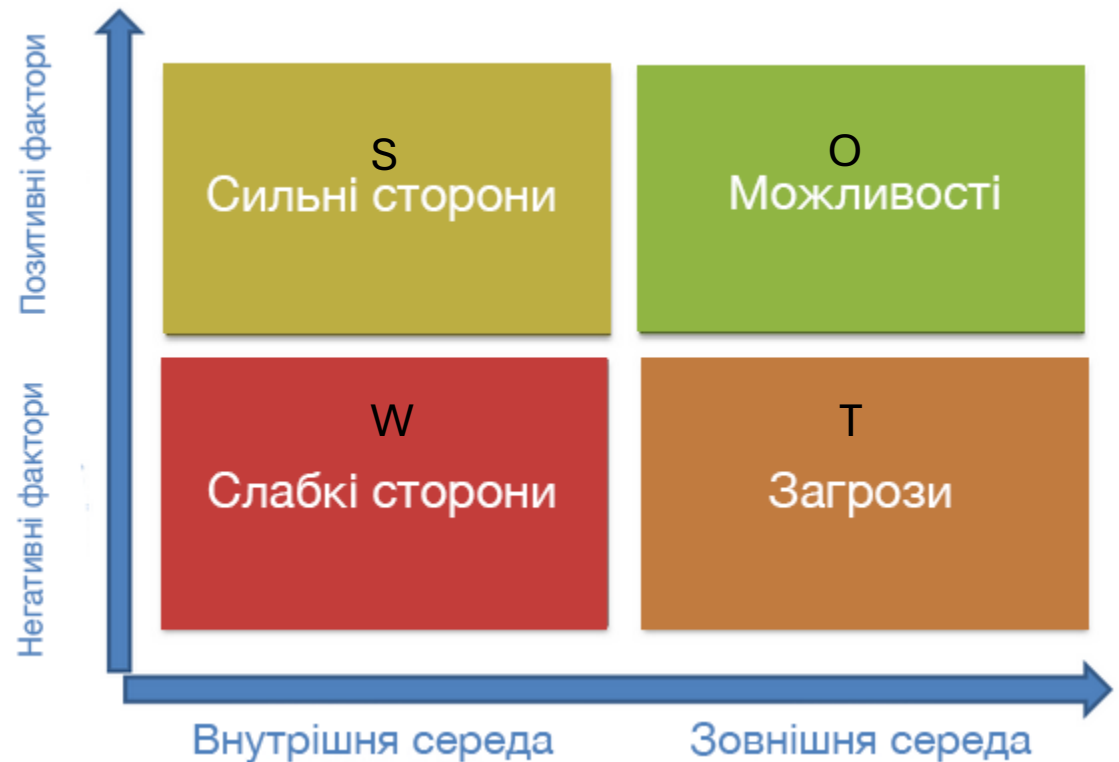 Позитивні фактори
S
Сильні сторони
O
Можливості
Негативні фактори
W
Слабкі сторони
T
Загрози
Внутрішня середа
Зовнішня середа